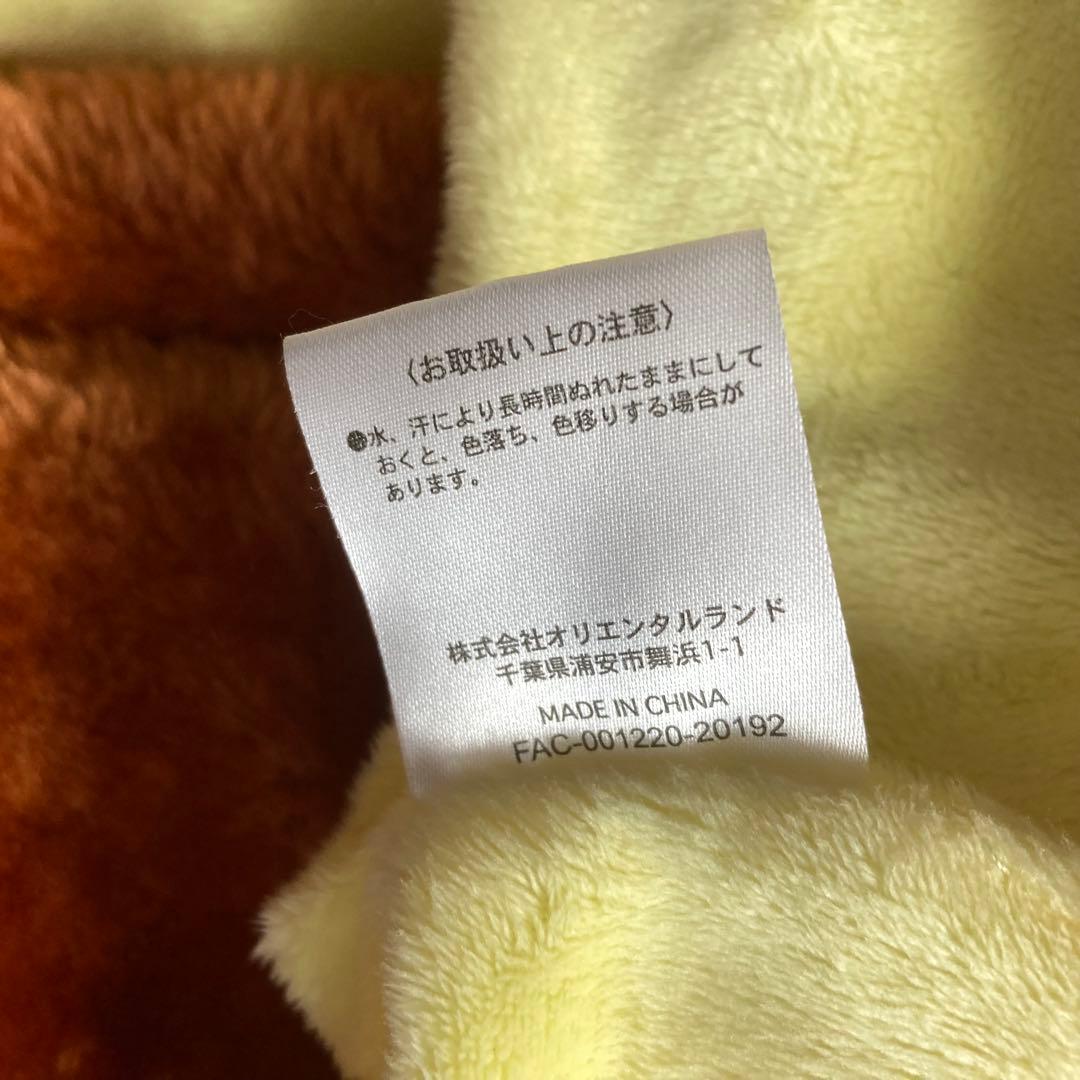 〈お取扱い上の注意〉
●水、汗により長時間ぬれたままにして
おくと、色落ち、色移りする場合が
あります。
株式会社オリエンタルランド
千葉県浦安市舞浜1-1
MADE IN CHINA
FAC-001220-20192